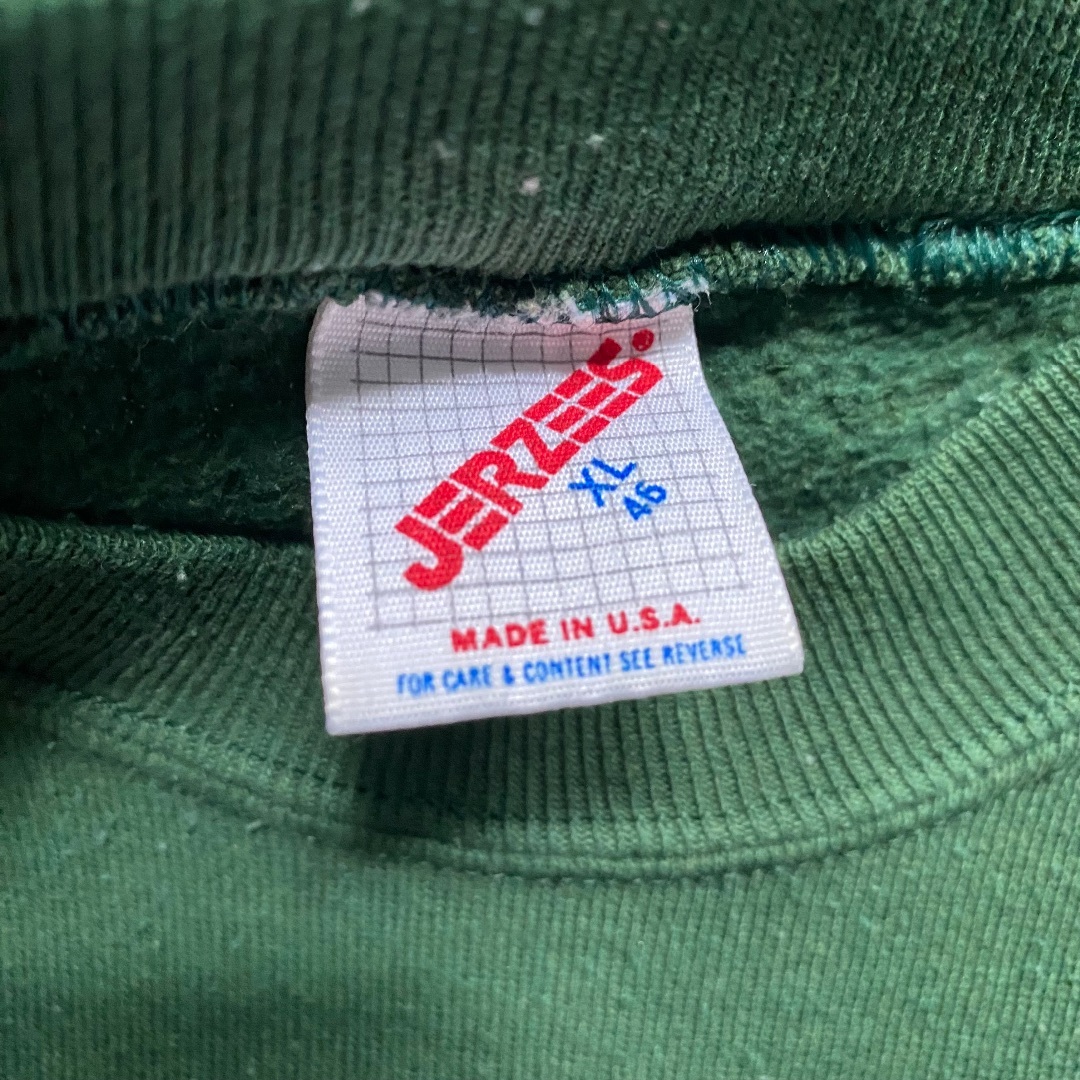 JERZEES
XL
46
MADE IN U.S.A.
FOR CARE & CONTENT SEE REVERSE